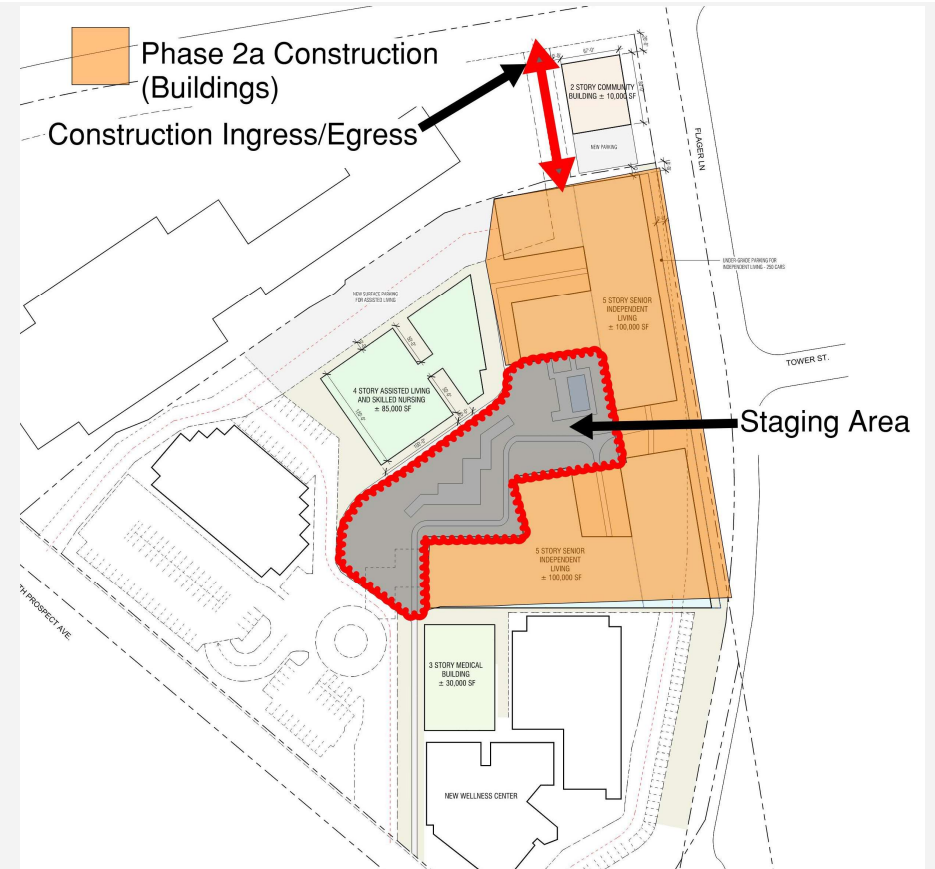 Phase 2a Construction
(Buildings)
Construction Ingress/Egress
67'-0"
2 STORY COMMUNITY
BUILDING ± 10,000 SF
NEW PARKING
FLAGER LN
UNDER-GRADE PARKING FOR
INDEPENDENT LIVING - 250 CARS
NEW SURFACE PARKING
FOR ASSISTED LIVING
5 STORY SENIOR
INDEPENDENT
LIVING
± 100,000 SF
TOWER ST.
4 STORY ASSISTED LIVING
AND SKILLED NURSING
± 85,000 SF
Staging Area
5 STORY SENIOR
INDEPENDENT
LIVING
± 100,000 SF
TH PROSPECT AVE.
3 STORY MEDICAL
BUILDING
± 30,000 SF
NEW WELLNESS CENTER